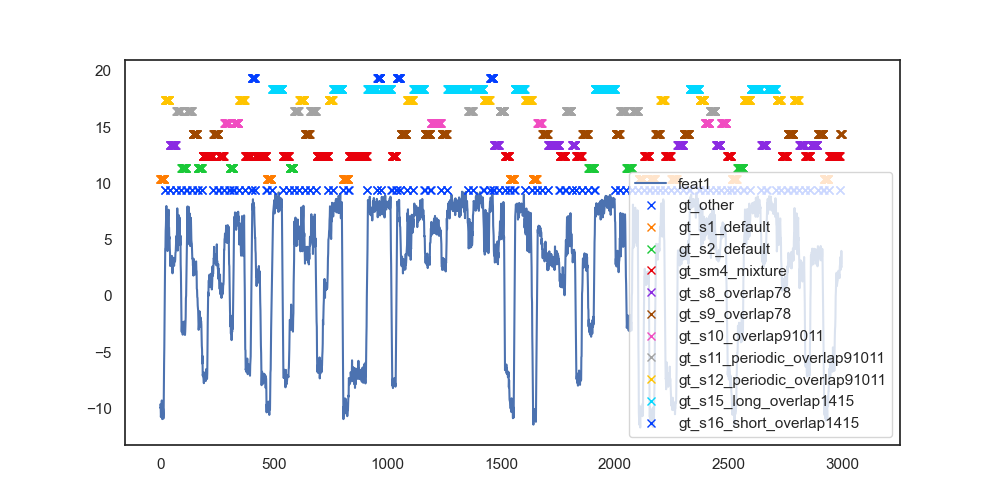 20
15
10
5
0
−5
−10
0
500
1000
1500
2000
2500
3000
feat1
gt_other
gt_s1_default
gt_s2_default
gt_sm4_mixture
gt_s8_overlap78
gt_s9_overlap78
gt_s10_overlap91011
gt_s11_periodic_overlap91011
gt_s12_periodic_overlap91011
gt_s15_long_overlap1415
gt_s16_short_overlap1415